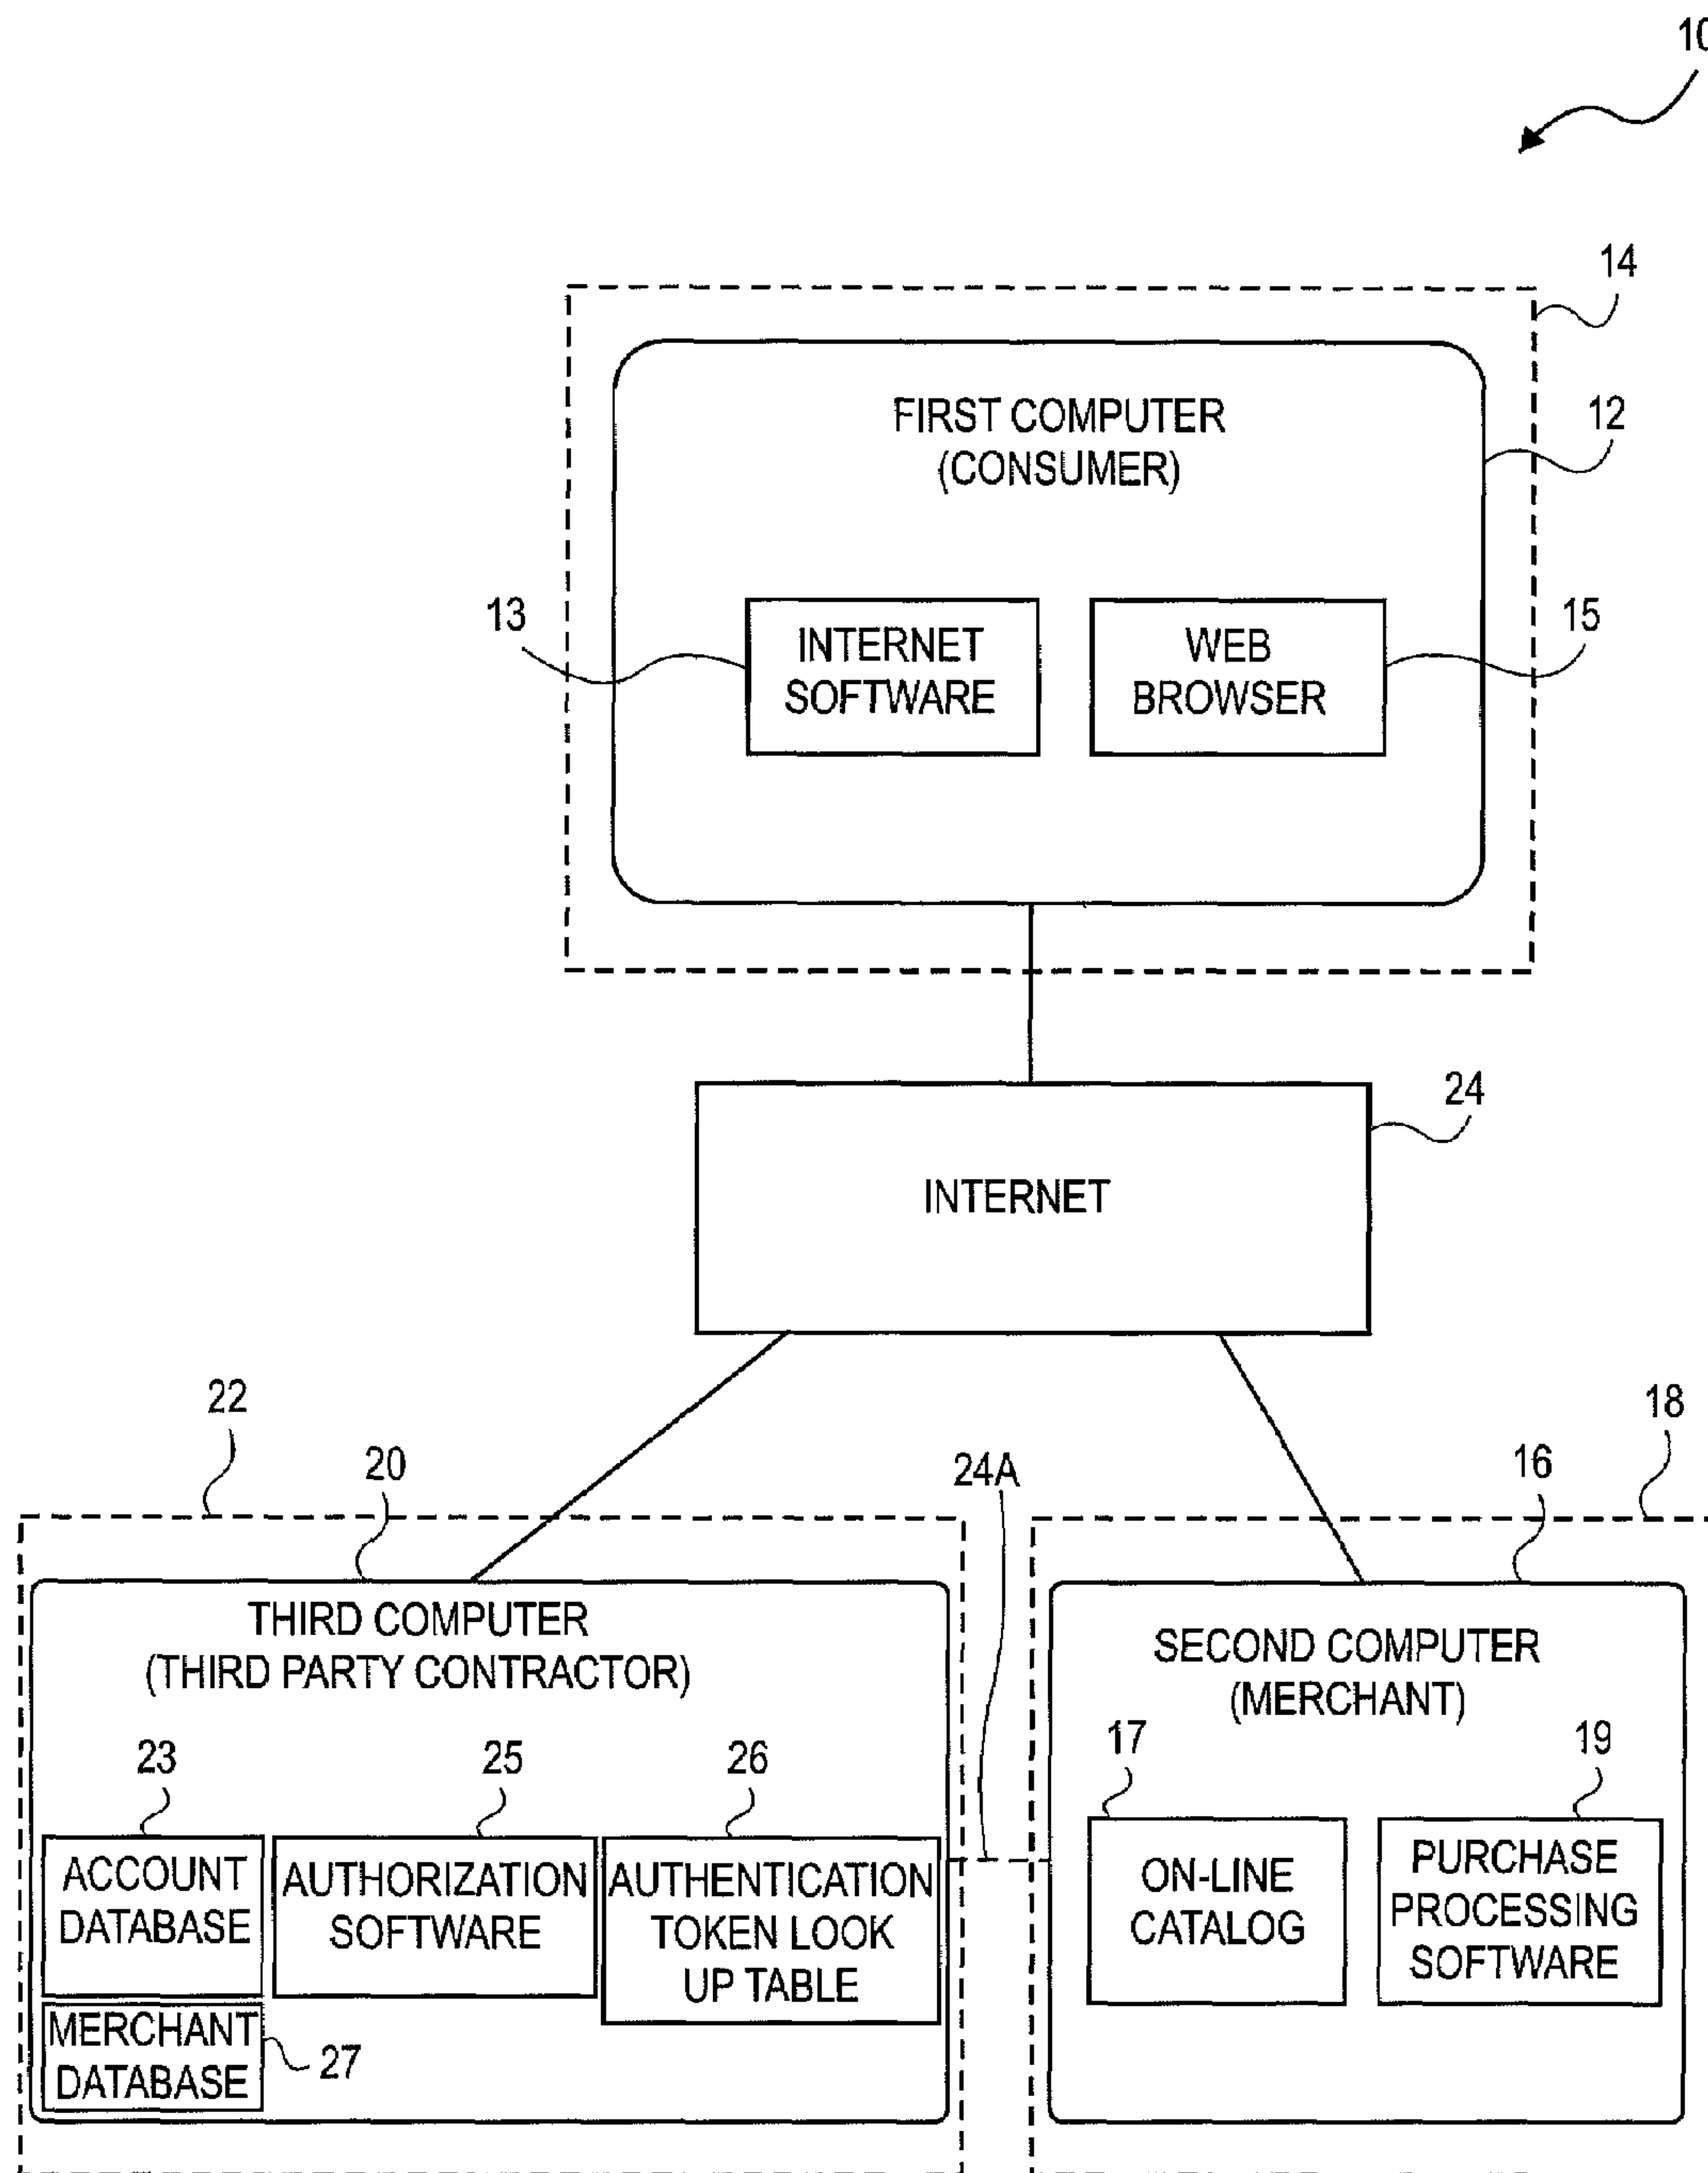 10
14
FIRST COMPUTER
(CONSUMER)
12
13
INTERNET
SOFTWARE
WEB
BROWSER
15
24
INTERNET
22
20
24A
16
18
THIRD COMPUTER
(THIRD PARTY CONTRACTOR)
SECOND COMPUTER
(MERCHANT)
23
25
26
17
19
ACCOUNT
DATABASE
AUTHORIZATION
SOFTWARE
AUTHENTICATION
TOKEN LOOK
UP TABLE
ON-LINE
CATALOG
PURCHASE
PROCESSING
SOFTWARE
MERCHANT
DATABASE
27